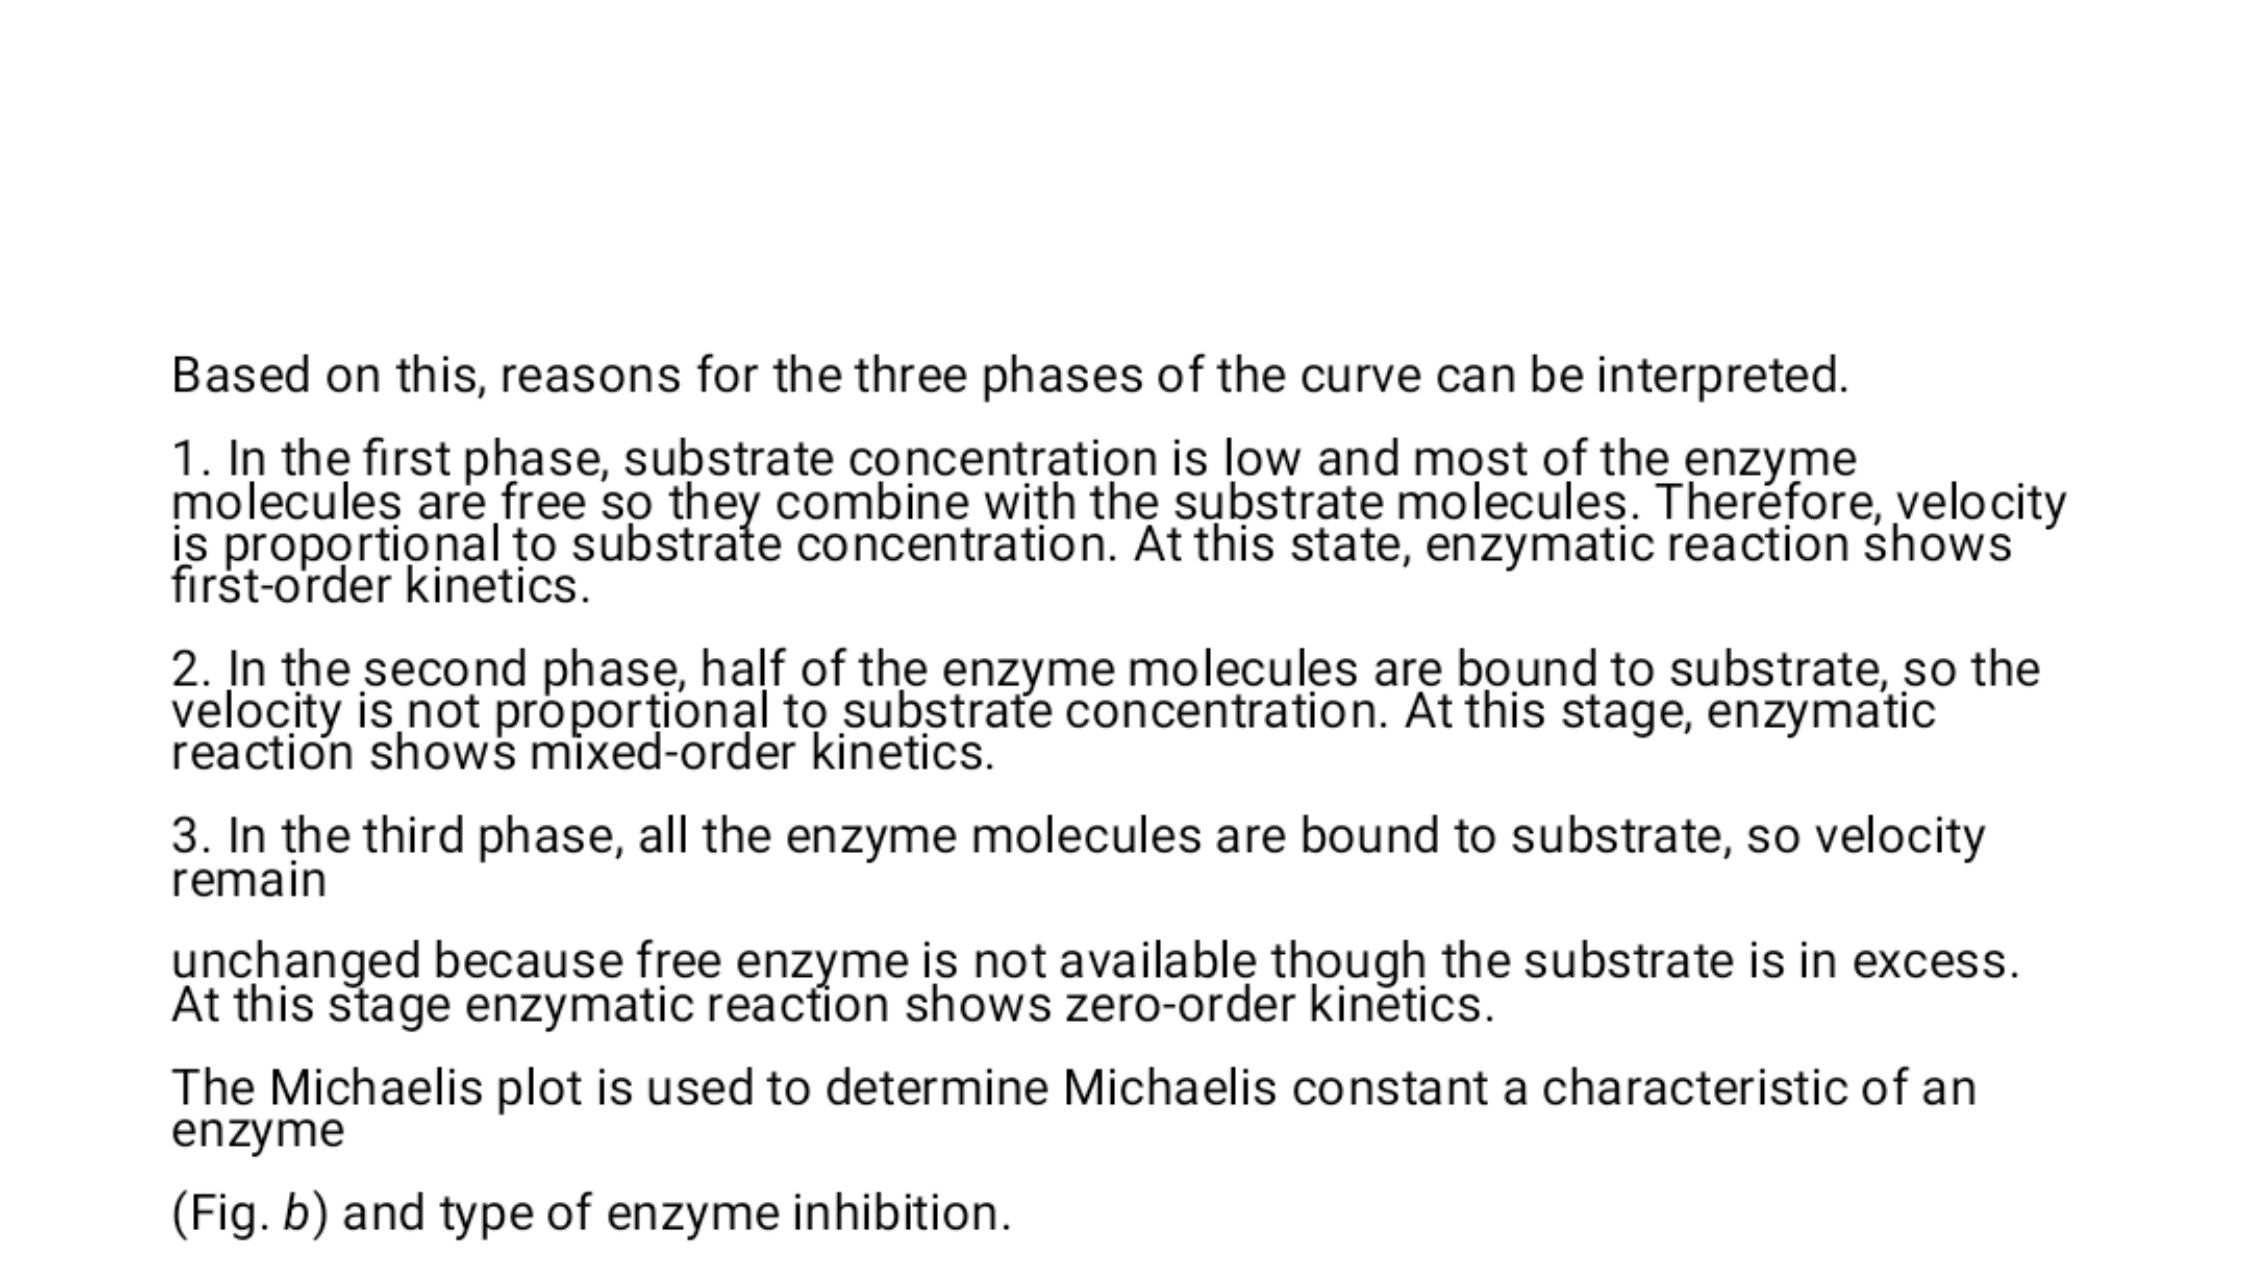 Based on this, reasons for the three phases of the curve can be interpreted.
1. In the first phase, substrate concentration is low and most of the enzyme
molecules are free so they combine with the substrate molecules. Therefore, velocity
is proportional to substrate concentration. At this state, enzymatic reaction shows
first-order kinetics.
2. In the second phase, half of the enzyme molecules are bound to substrate, so the
velocity is not proportional to substrate concentration. At this stage, enzymatic
reaction shows mixed-order kinetics.
3. In the third phase, all the enzyme molecules are bound to substrate, so velocity
remain
unchanged because free enzyme is not available though the substrate is in excess.
At this stage enzymatic reaction shows zero-order kinetics.
The Michaelis plot is used to determine Michaelis constant a characteristic of an
enzyme
(Fig. b) and type of enzyme inhibition.